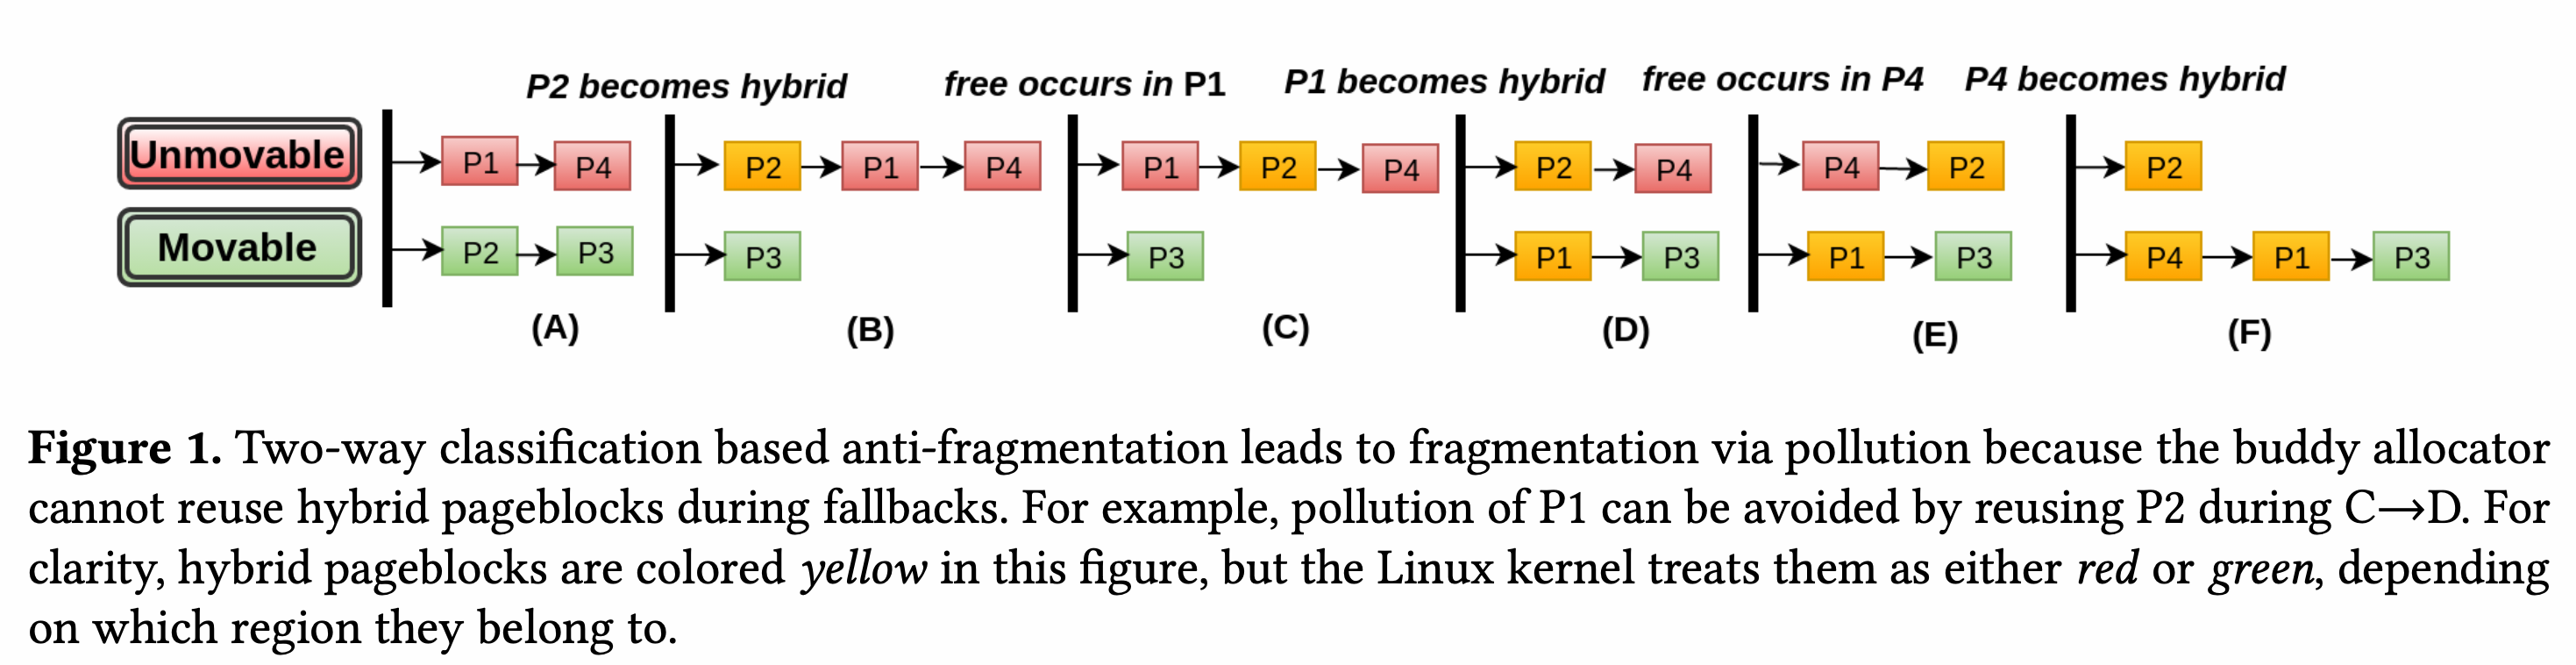 P2 becomes hybrid free occurs in P1 P1 becomes hybrid free occurs in P4 P4 becomes hybrid
Unmovable P1 P4 P2 P1 P4 P1 P2 P4 P2 P4 P4 P2 P2
Movable P2 P3 P3 P3 P1 P3 P1 P3 P4 P1 P3
(A) (B) (C) (D) (E) (F)
Figure 1. Two-way classification based anti-fragmentation leads to fragmentation via pollution because the buddy allocator
cannot reuse hybrid pageblocks during fallbacks. For example, pollution of P1 can be avoided by reusing P2 during C→D. For
clarity, hybrid pageblocks are colored yellow in this figure, but the Linux kernel treats them as either red or green, depending
on which region they belong to.